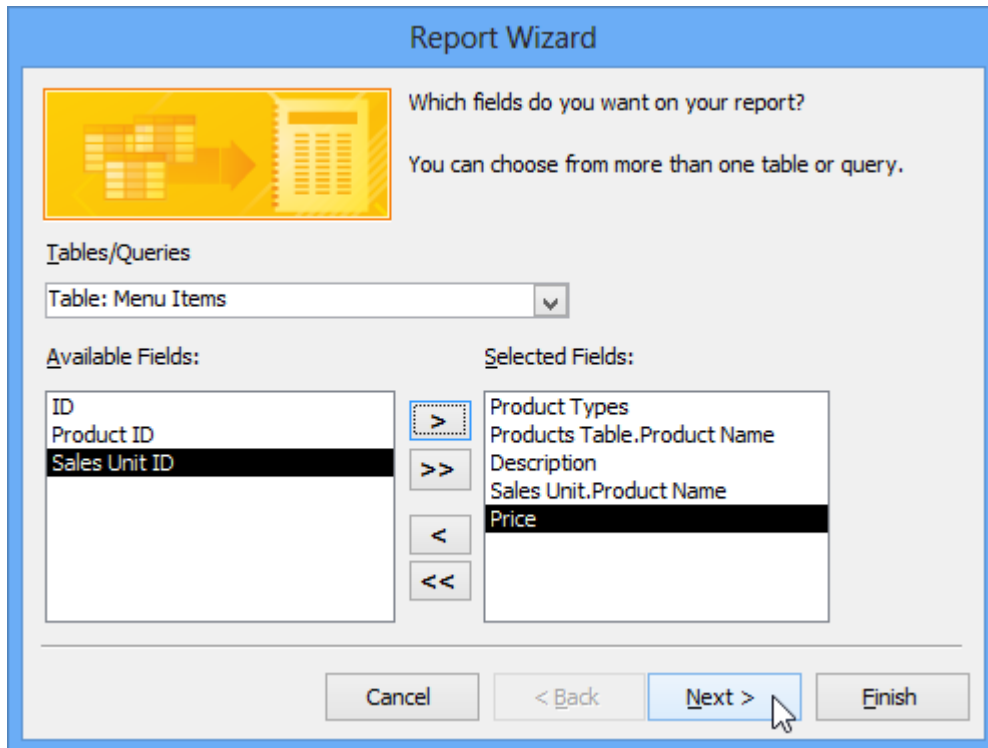 Report Wizard
Which fields do you want on your report?
You can choose from more than one table or query.
Tables/Queries
Table: Menu Items
Available Fields:
ID
Product ID
Sales Unit ID
>
>>
<
<<
Selected Fields:
Product Types
Products Table.Product Name
Description
Sales Unit.Product Name
Price
Cancel
< Back
Next >
Finish